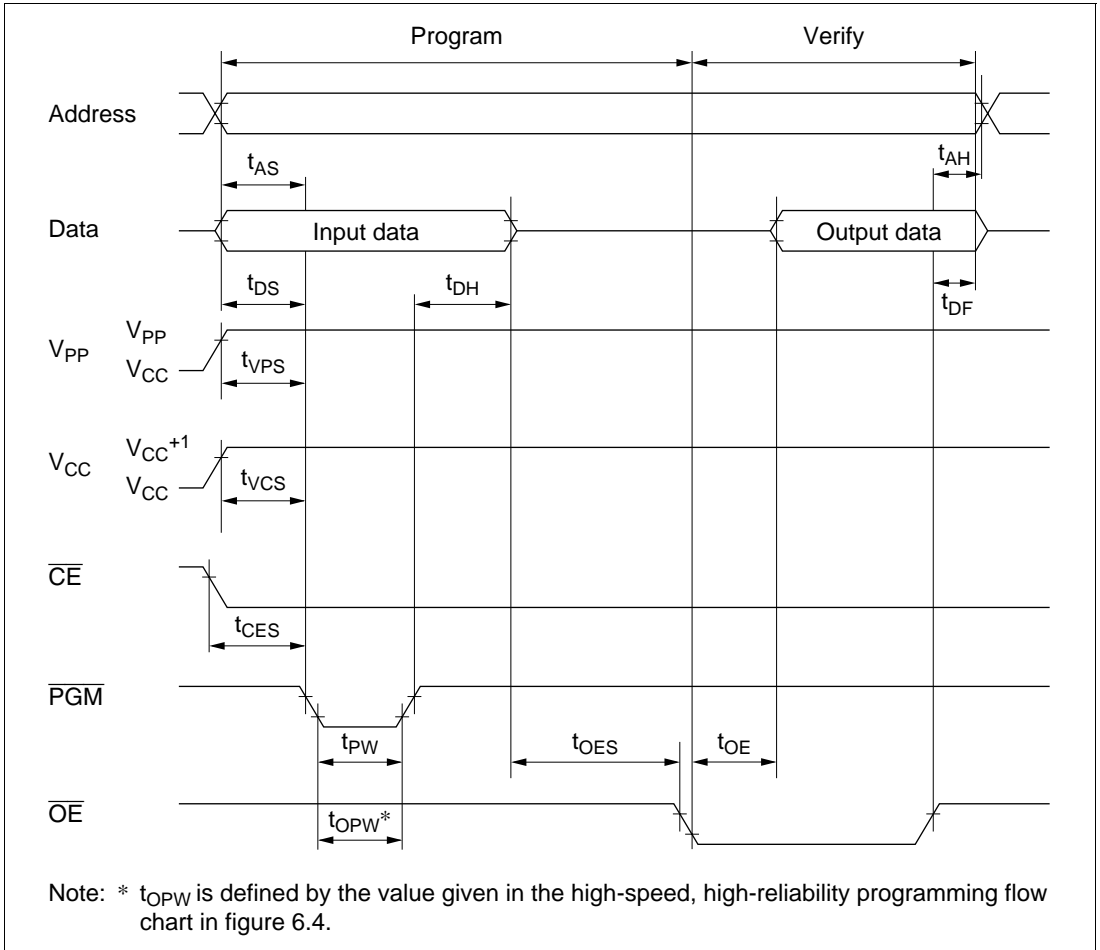 Program Verify
Address
tAS tAH
Data Input data Output data
tDS tDH tDF
VPP VPP
VCC tVPS
VCC VCC+1
VCC tVCS
CE
tCES
PGM
tPW tOES tOE
OE
tOPW*
Note: * tOPW is defined by the value given in the high-speed, high-reliability programming flow
chart in figure 6.4.